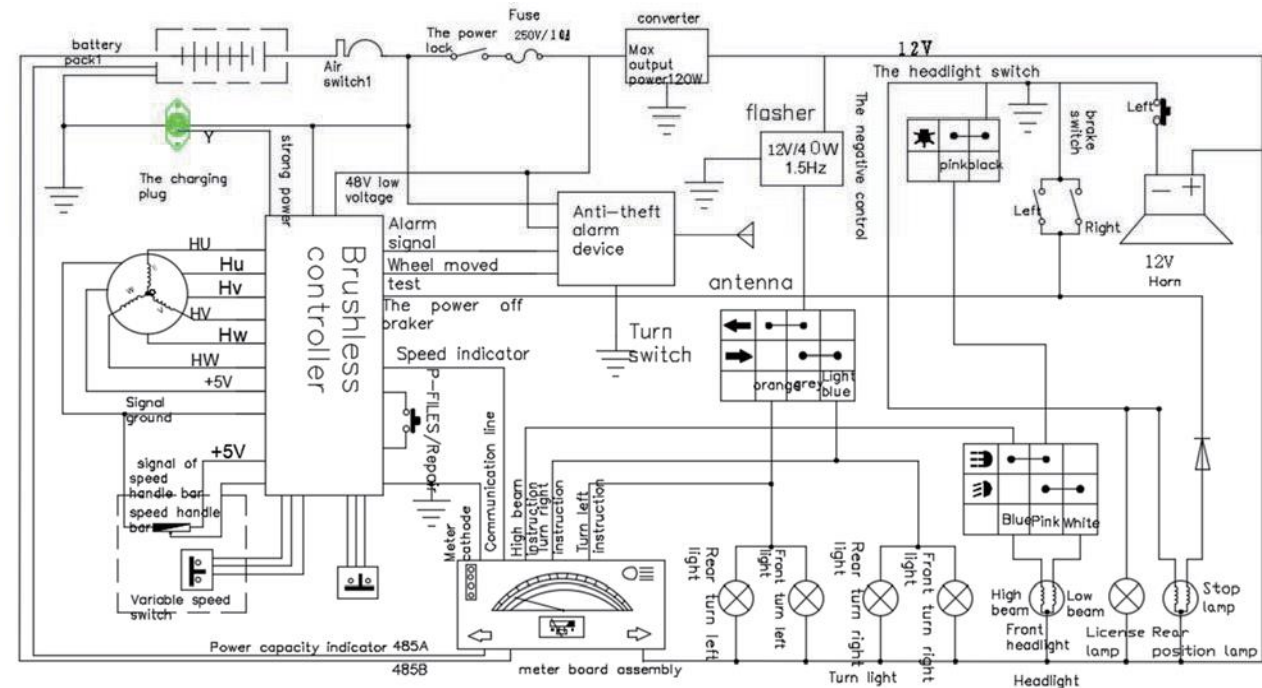 battery
pack1
Air
switch1
The power
lock
Fuse
250V/10A
converter
Max
output
power120W
12V
The headlight switch
flasher
12V/40W
1.5Hz
The negative control
pink
black
brake
switch
Left
Left
Right
12V
Horn
Y
The charging
plug
strong power
48V low
voltage
Anti-theft
alarm
device
antenna
Alarm
signal
Wheel moved
test
The power off
braker
Speed indicator
Brushless
controller
HU
Hu
Hv
HV
Hw
HW
+5V
Signal
ground
+5V
signal of
speed
handle bar
speed handle
bar
Variable speed
switch
P-FILES/Repair
Turn
switch
orange
grey
Light
blue
Meter
cathode
Communication line
High beam
instruction
Turn right
instruction
Turn left
instruction
Blue
Pink
White
Rear turn left
light
Front turn left
light
Rear turn right
light
Front turn right
light
High
beam
Low
beam
Front
headlight
License
lamp
Rear
position lamp
Stop
lamp
Power capacity indicator 485A
485B
meter board assembly
Turn light
Headlight